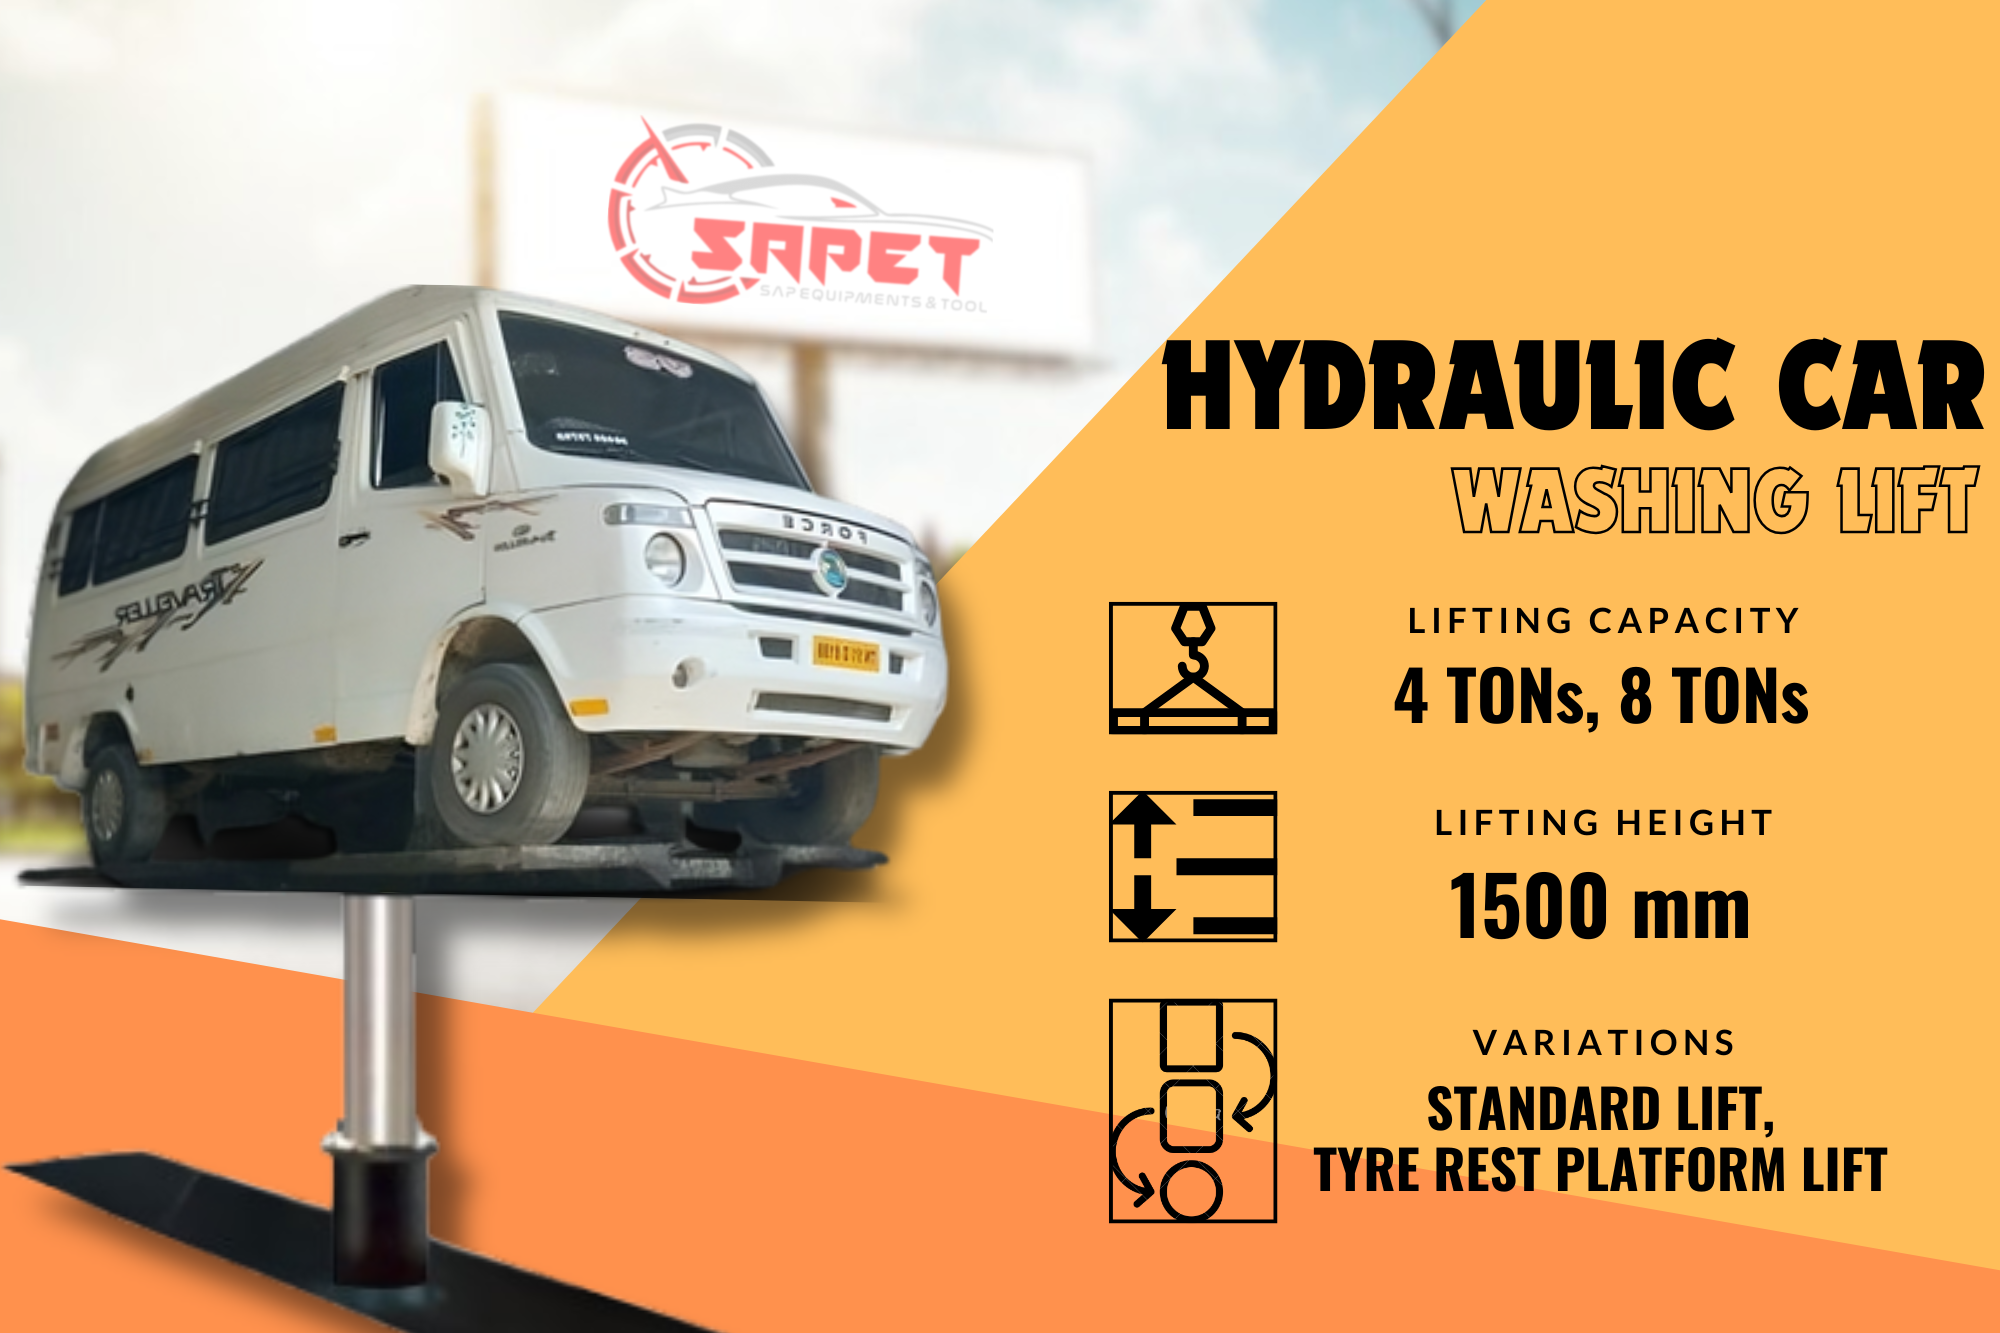 SAPET
SAP EQUIPMENTS & TOOL
HYDRAULIC CAR
WASHING LIFT
FORCE
TRAVELLER
LIFTING CAPACITY
4 TONs, 8 TONs
LIFTING HEIGHT
1500 mm
VARIATIONS
STANDARD LIFT,
TYRE REST PLATFORM LIFT